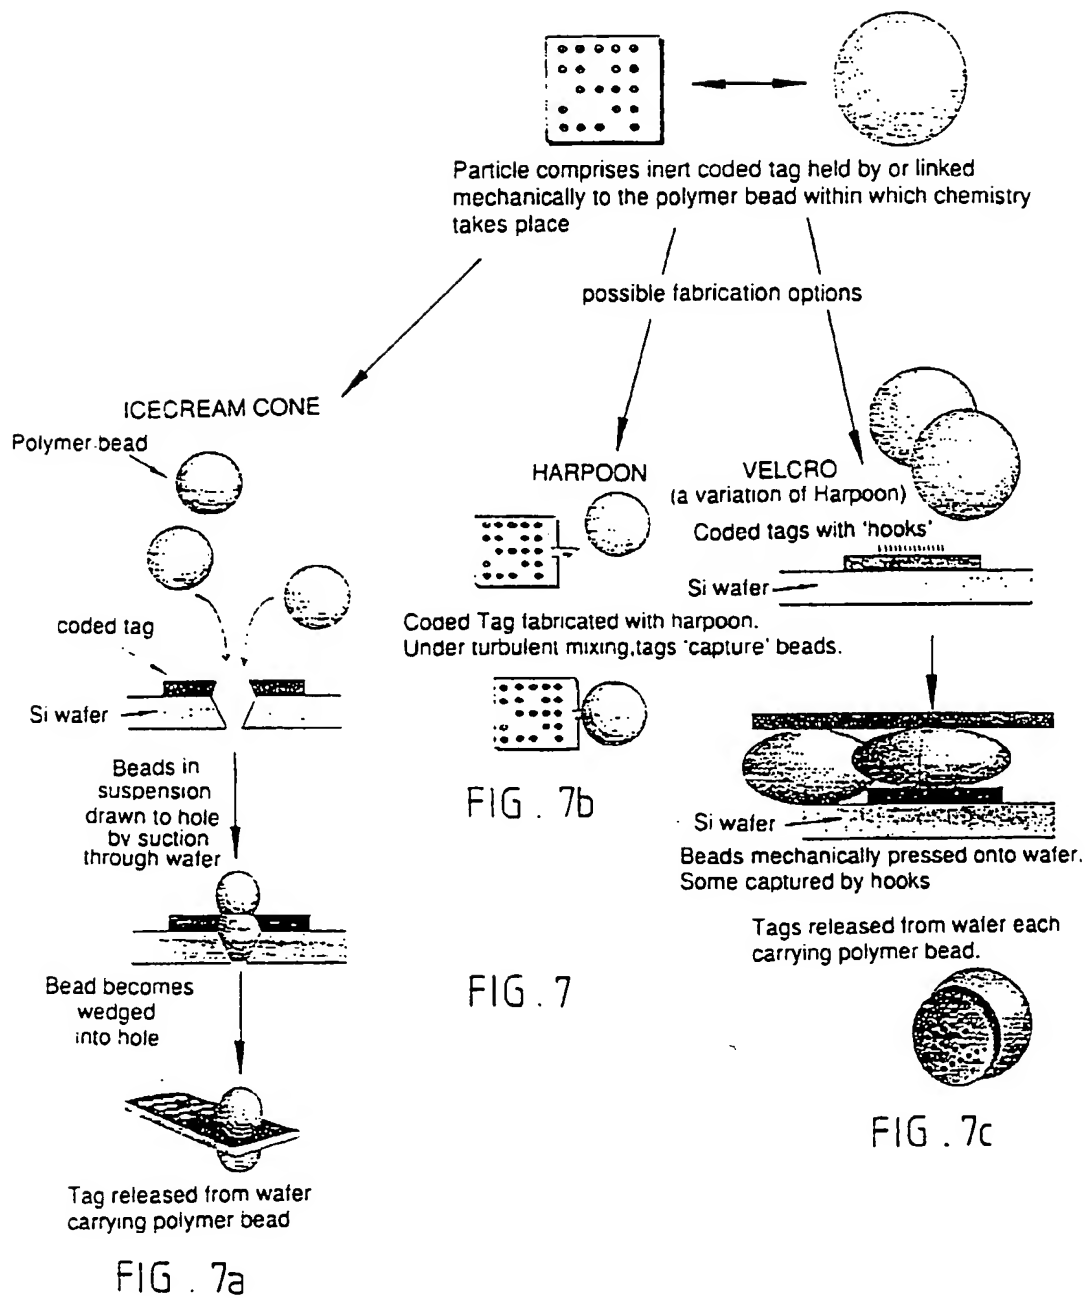 Particle comprises inert coded tag held by or linked
mechanically to the polymer bead within which chemistry
takes place
possible fabrication options
ICECREAM CONE
Polymer bead
coded tag
Si wafer
Beads in
suspension
drawn to hole
by suction
through wafer
Bead becomes
wedged
into hole
Tag released from wafer
carrying polymer bead
FIG . 7a
HARPOON
Coded Tag fabricated with harpoon.
Under turbulent mixing,tags 'capture' beads.
FIG . 7b
FIG . 7
VELCRO
(a variation of Harpoon)
Coded tags with 'hooks'
Si wafer
Si wafer
Beads mechanically pressed onto wafer.
Some captured by hooks
Tags released from wafer each
carrying polymer bead.
FIG . 7c